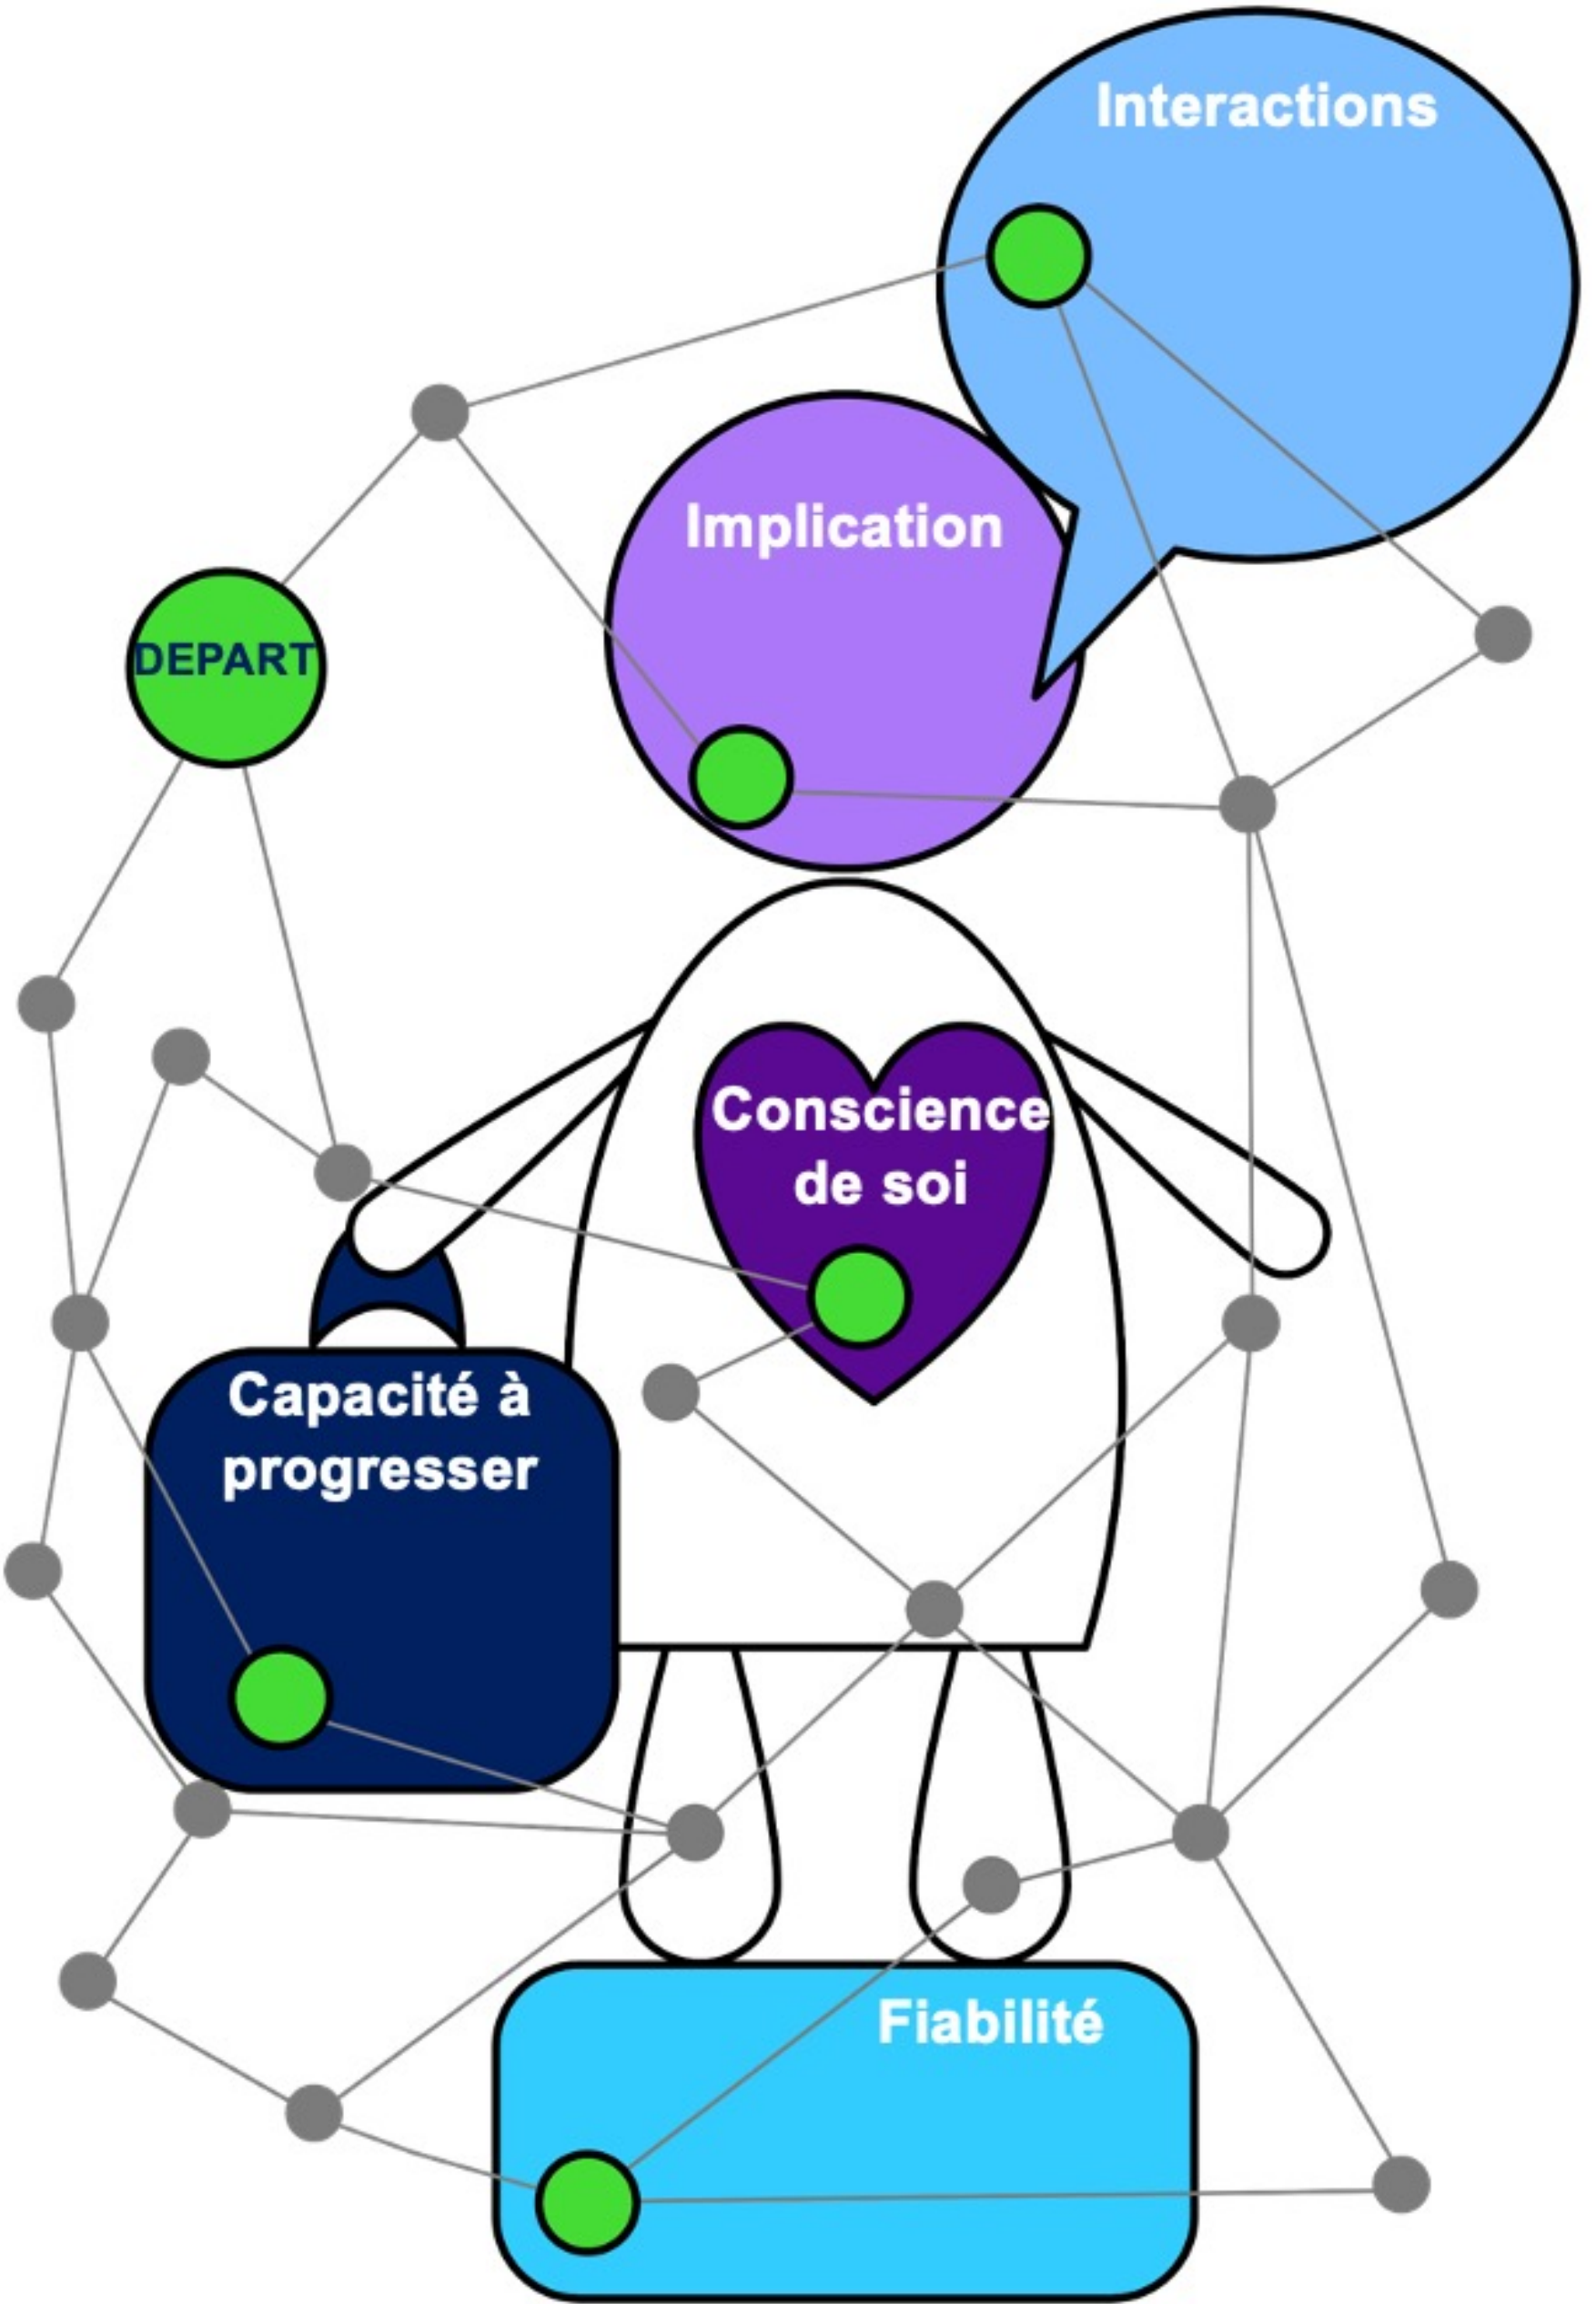 Interactions
Implication
DEPART
Conscience
de soi
Capacité à
progresser
Fiabilité